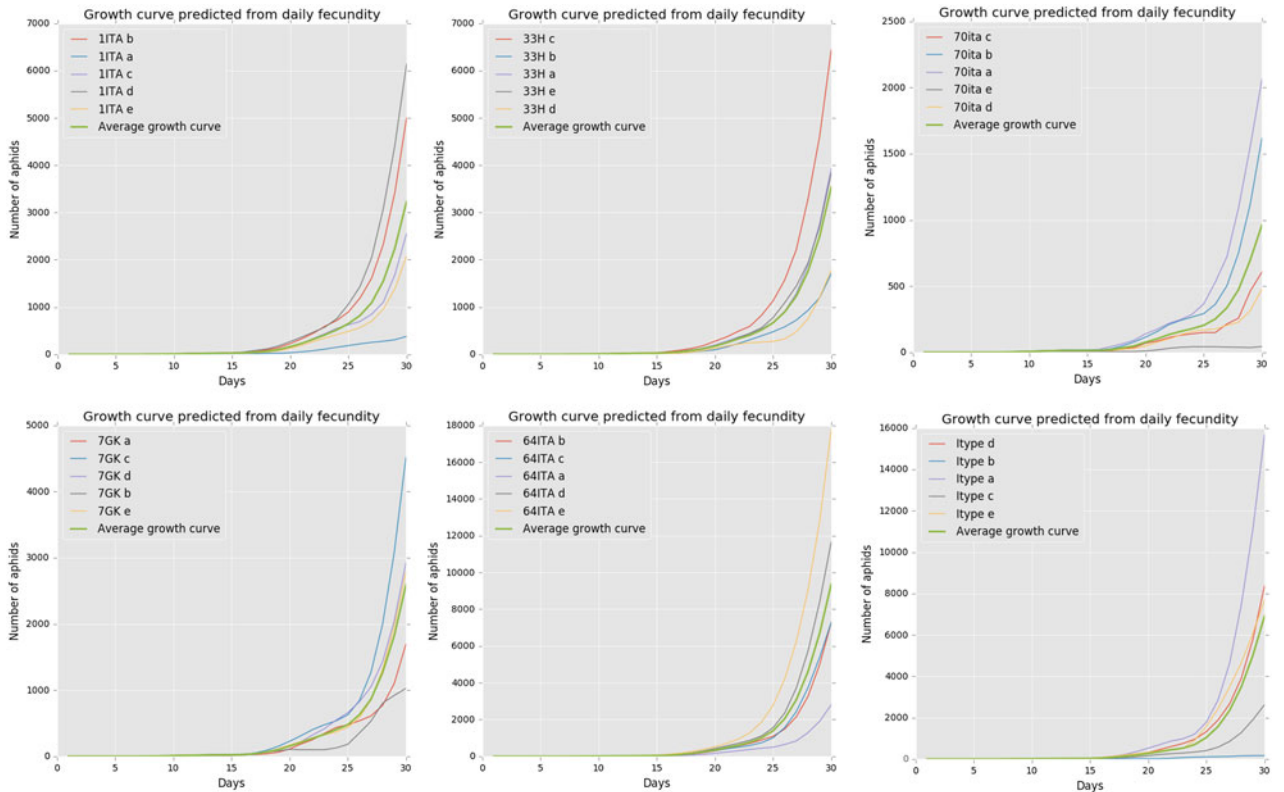 Growth curve predicted from daily fecundity
7000
6000
5000
4000
3000
2000
1000
0
Number of aphids
1ITA b
1ITA a
1ITA c
1ITA d
1ITA e
Average growth curve
0 5 10 15 20 25 30
Days
Growth curve predicted from daily fecundity
7000
6000
5000
4000
3000
2000
1000
0
Number of aphids
33H c
33H b
33H a
33H e
33H d
Average growth curve
0 5 10 15 20 25 30
Days
Growth curve predicted from daily fecundity
2500
2000
1500
1000
500
0
Number of aphids
70ita c
70ita b
70ita a
70ita e
70ita d
Average growth curve
0 5 10 15 20 25 30
Days
Growth curve predicted from daily fecundity
5000
4000
3000
2000
1000
0
Number of aphids
7GK a
7GK c
7GK d
7GK b
7GK e
Average growth curve
0 5 10 15 20 25 30
Days
Growth curve predicted from daily fecundity
18000
16000
14000
12000
10000
8000
6000
4000
2000
0
Number of aphids
64ITA b
64ITA c
64ITA a
64ITA d
64ITA e
Average growth curve
0 5 10 15 20 25 30
Days
Growth curve predicted from daily fecundity
16000
14000
12000
10000
8000
6000
4000
2000
0
Number of aphids
Itype d
Itype b
Itype a
Itype c
Itype e
Average growth curve
0 5 10 15 20 25 30
Days